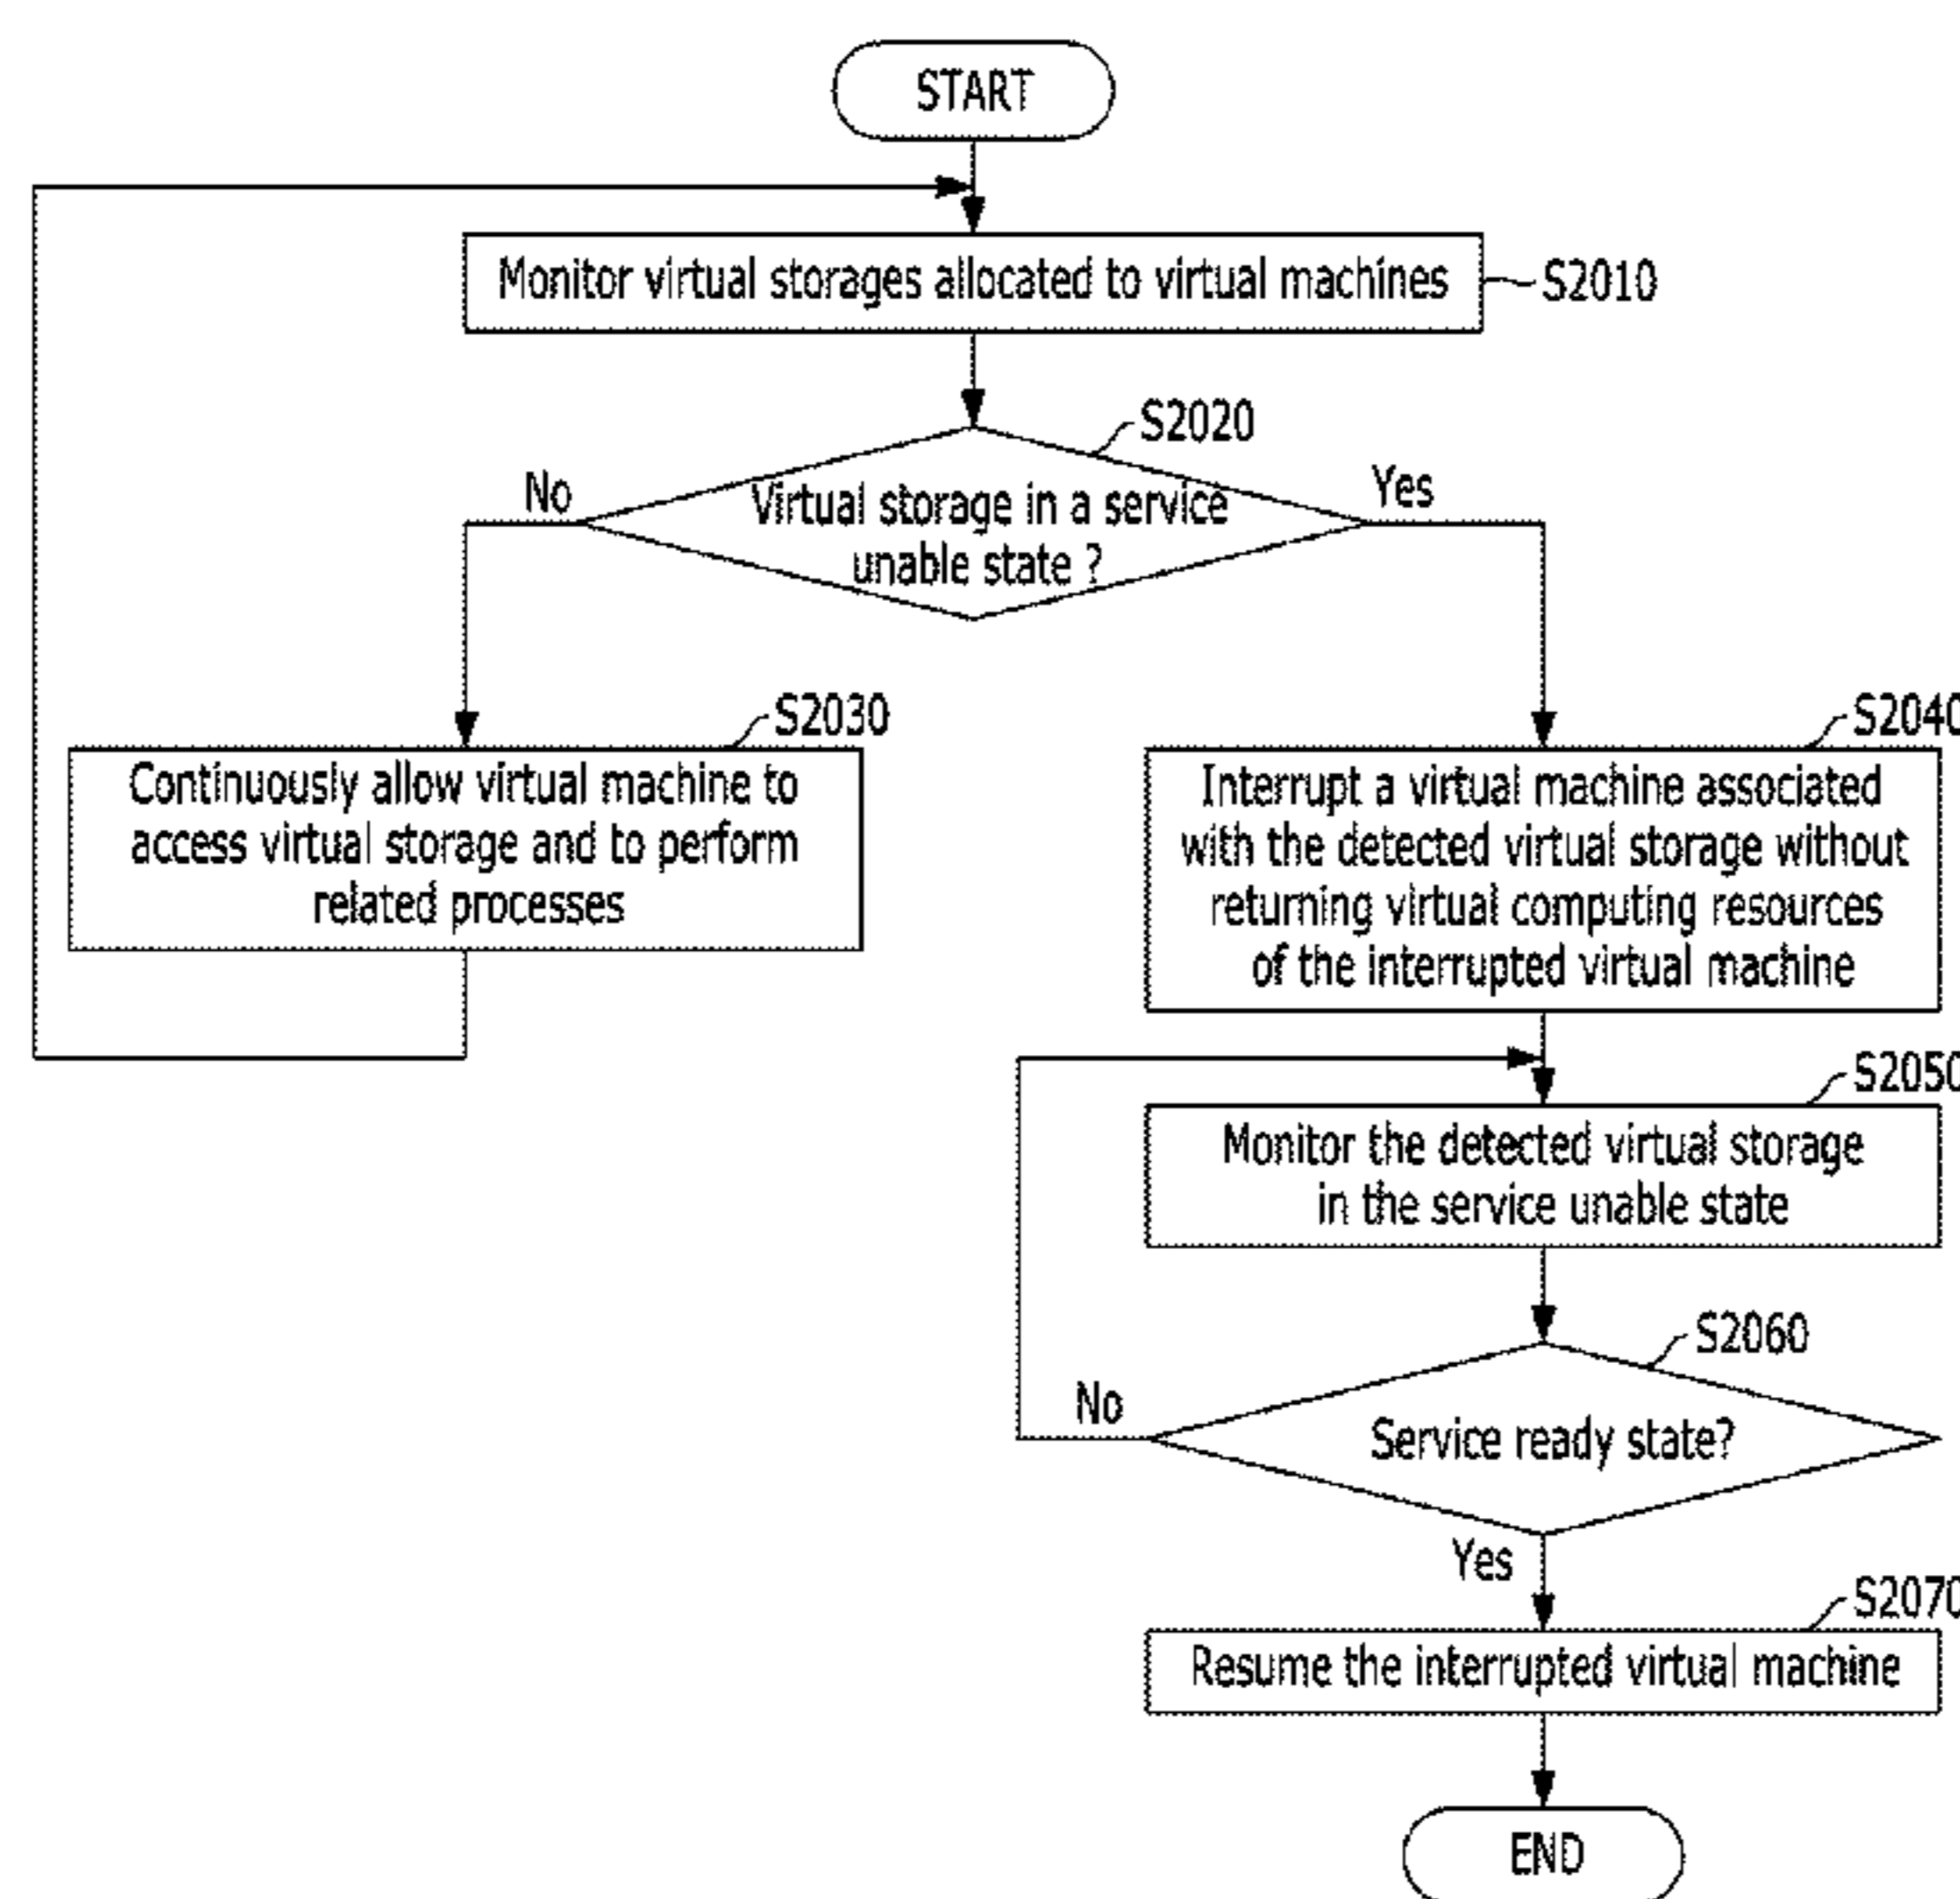 START
Monitor virtual storages allocated to virtual machines
S2010
S2020
No
Virtual storage in a service
unable state ?
Yes
S2030
Continuously allow virtual machine to
access virtual storage and to perform
related processes
S2040
Interrupt a virtual machine associated
with the detected virtual storage without
returning virtual computing resources
of the interrupted virtual machine
S2050
Monitor the detected virtual storage
in the service unable state
S2060
No
Service ready state?
Yes
S2070
Resume the interrupted virtual machine
END